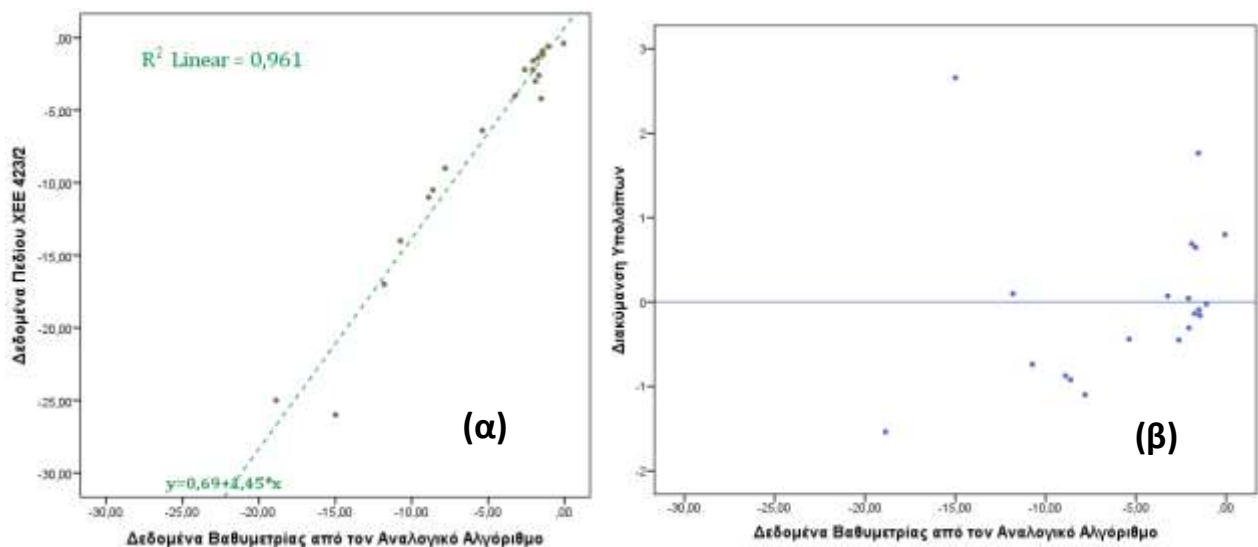 ,00
-5,00
-10,00
-15,00
-20,00
-25,00
-30,00
Δεδομένα Πεδίου ΧΕΕ 423/2
R² Linear = 0,961
(α)
y=0,69+1,45*x
-30,00 -25,00 -20,00 -15,00 -10,00 -5,00 ,00
Δεδομένα Βαθυμετρίας από τον Αναλογικό Αλγόριθμο
3
2
1
0
-1
-2
Διακύμανση Υπολοίπων
(β)
-30,00 -25,00 -20,00 -15,00 -10,00 -5,00 ,00
Δεδομένα Βαθυμετρίας από τον Αναλογικό Αλγόριθμο